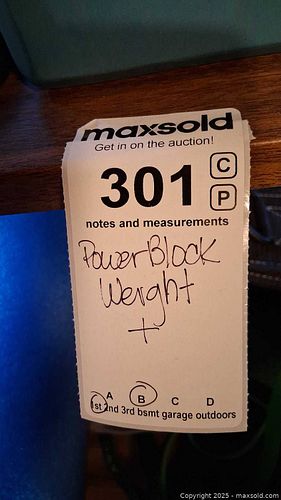 maxsold
Get in on the auction!
301 C
P
notes and measurements
PowerBlock
Weight
+
A B C D
1st 2nd 3rd bsmt garage outdoors
Copyright © 2025 - maxsold.com